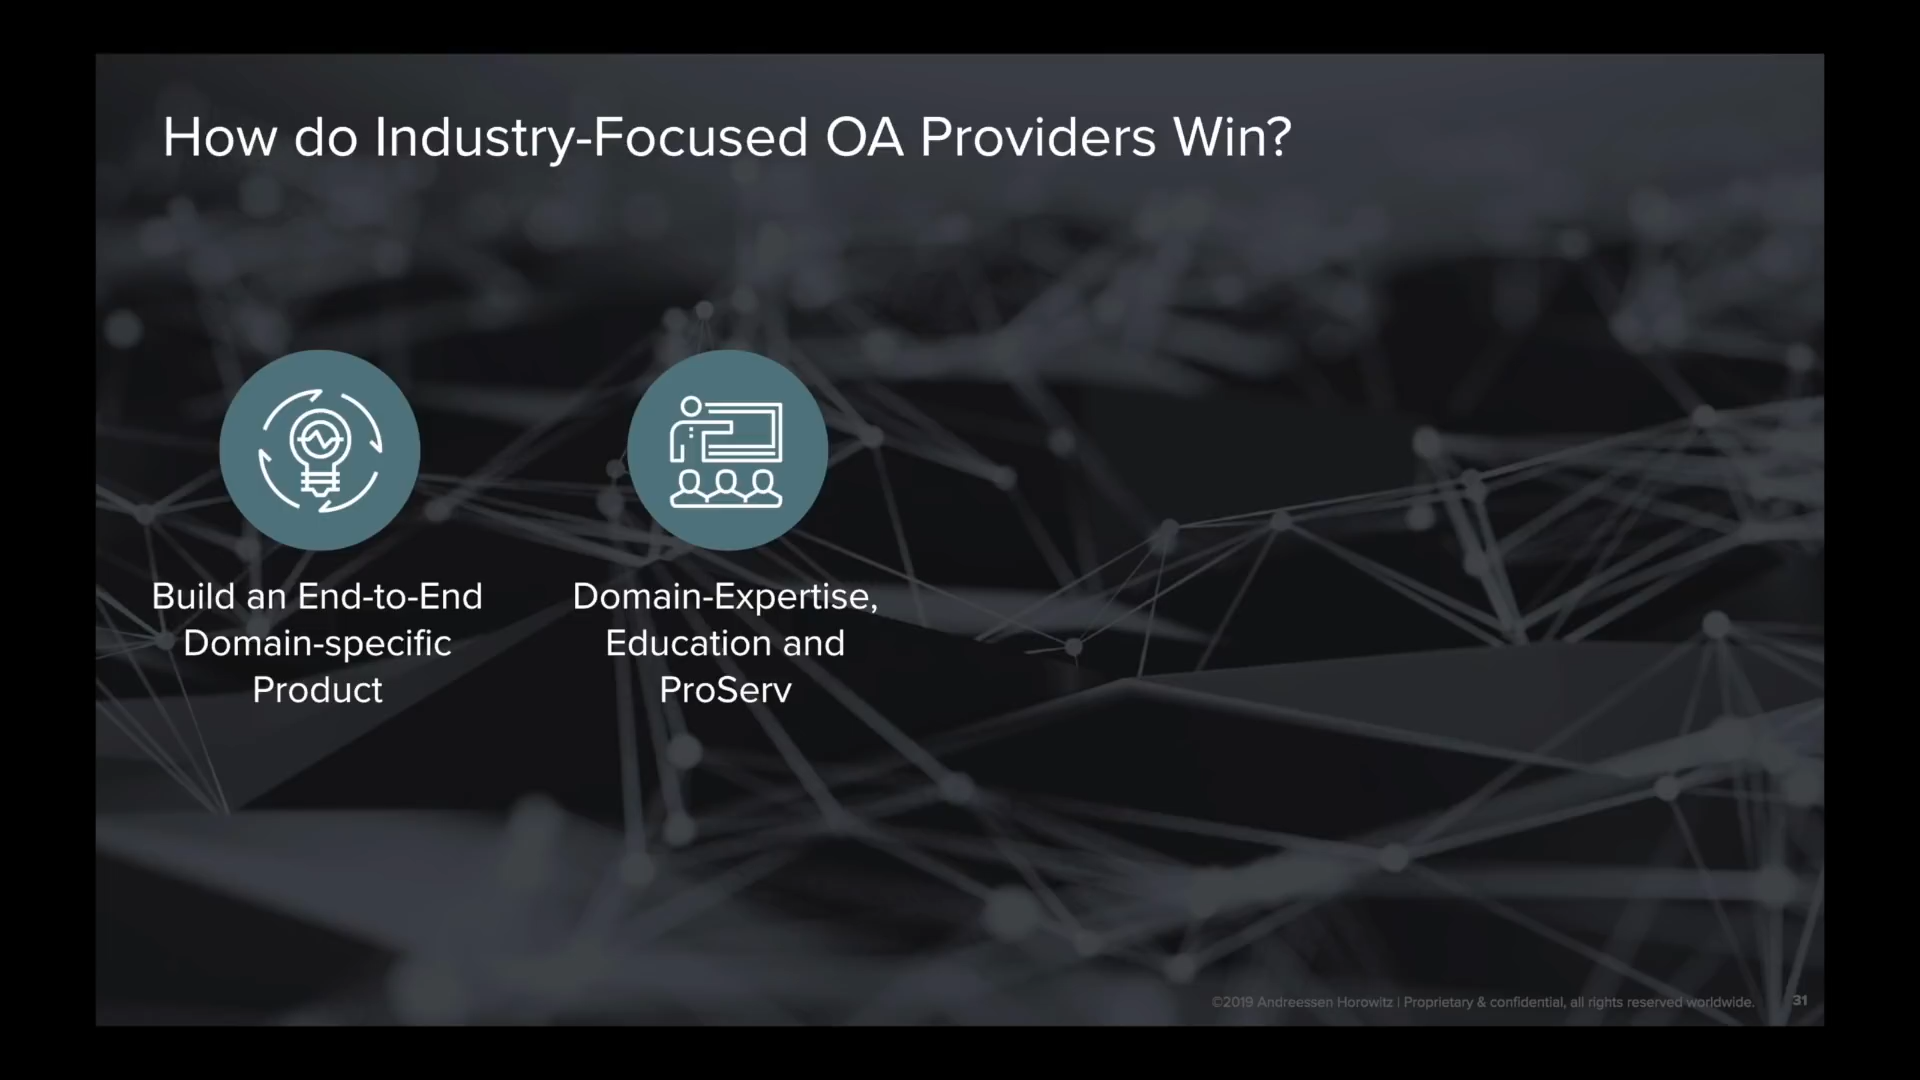 How do Industry-Focused OA Providers Win?
Build an End-to-End
Domain-specific
Product
Domain-Expertise,
Education and
ProServ
©2019 Andreessen Horowitz | Proprietary & confidential, all rights reserved worldwide.
31